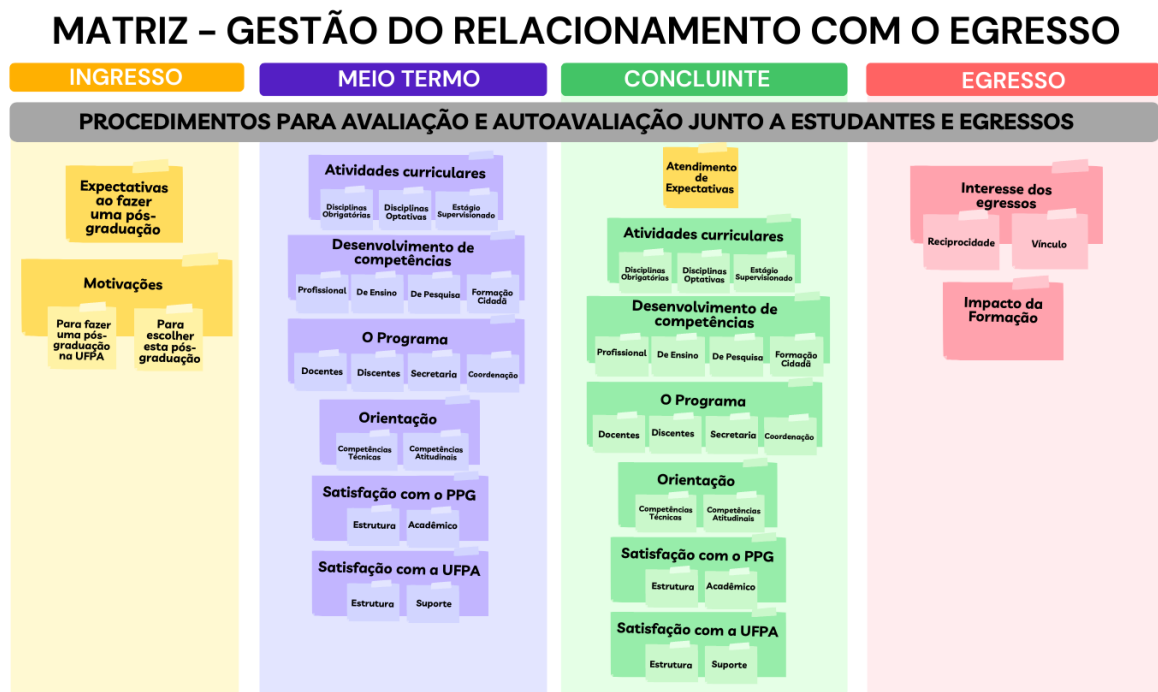 MATRIZ – GESTÃO DO RELACIONAMENTO COM O EGRESSO
INGRESSO
MEIO TERMO
CONCLUINTE
EGRESSO
PROCEDIMENTOS PARA AVALIAÇÃO E AUTOAVALIAÇÃO JUNTO A ESTUDANTES E EGRESSOS
Expectativas
ao fazer
uma pós-
graduação
Motivações
Para fazer
uma pós-
graduação
na UFPA
Para
escolher
esta pós-
graduação
Atividades curriculares
Disciplinas
Obrigatórias
Disciplinas
Optativas
Estágio
Supervisionado
Desenvolvimento de
competências
Profissional
De Ensino
De Pesquisa
Formação
Cidadã
O Programa
Docentes
Discentes
Secretaria
Coordenação
Orientação
Competências
Técnicas
Competências
Atitudinais
Satisfação com o PPG
Estrutura
Acadêmico
Satisfação com a UFPA
Estrutura
Suporte
Atendimento
de
Expectativas
Atividades curriculares
Disciplinas
Obrigatórias
Disciplinas
Optativas
Estágio
Supervisionado
Desenvolvimento de
competências
Profissional
De Ensino
De Pesquisa
Formação
Cidadã
O Programa
Docentes
Discentes
Secretaria
Coordenação
Orientação
Competências
Técnicas
Competências
Atitudinais
Satisfação com o PPG
Estrutura
Acadêmico
Satisfação com a UFPA
Estrutura
Suporte
Interesse dos
egressos
Reciprocidade
Vínculo
Impacto da
Formação